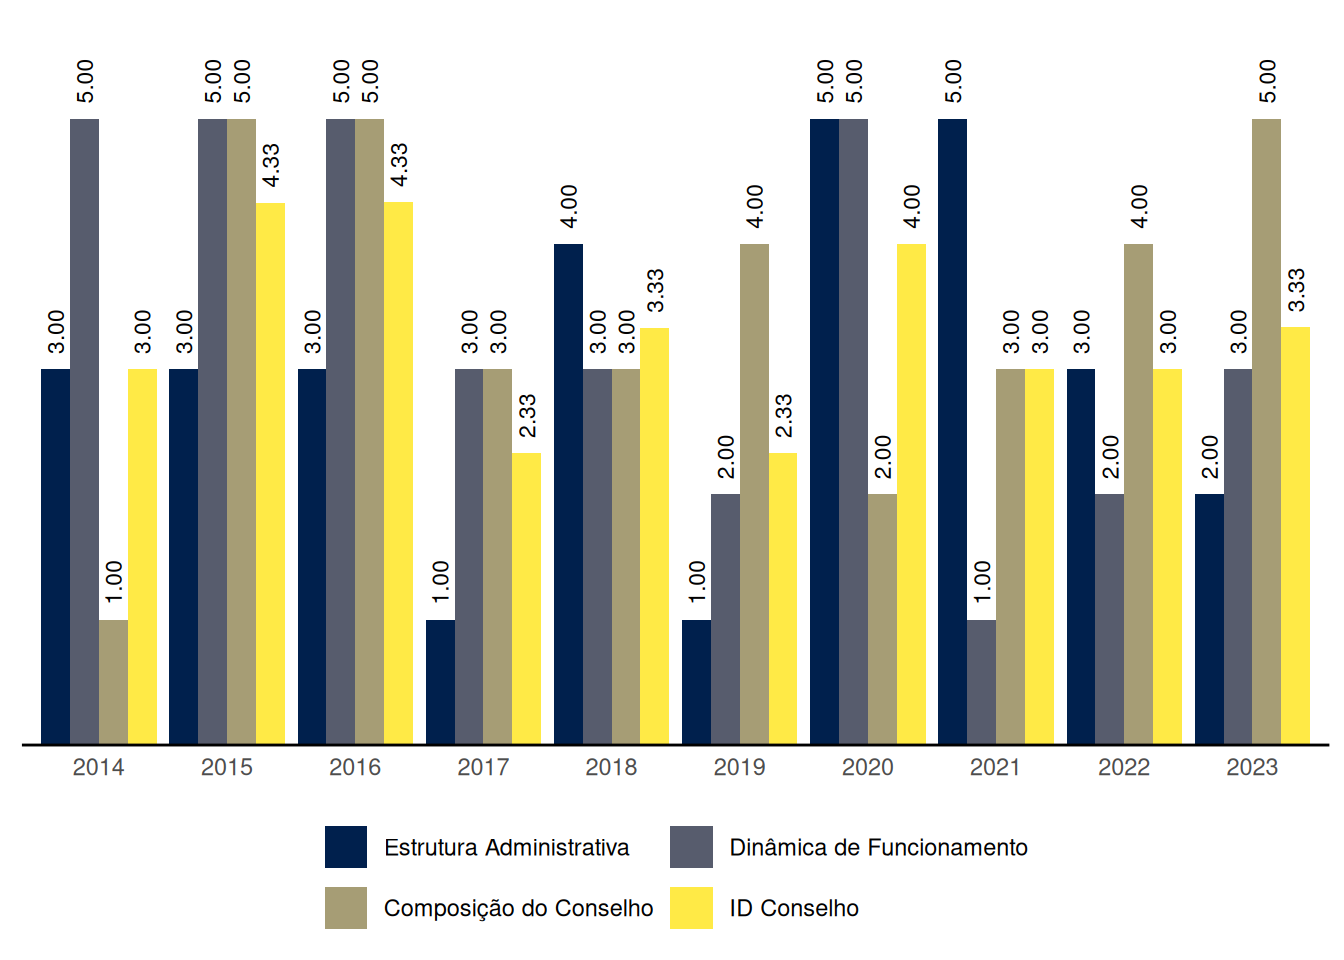 5.00 5.00 5.00 5.00 5.00 5.00 5.00 5.00 5.00
4.33 4.33
4.00 4.00 4.00 4.00
3.33 3.33
3.00 3.00 3.00 3.00 3.00 3.00 3.00 3.00 3.00 3.00 3.00 3.00 3.00
2.33 2.33
2.00 2.00 2.00 2.00
1.00 1.00 1.00 1.00
2014 2015 2016 2017 2018 2019 2020 2021 2022 2023
Estrutura Administrativa Dinâmica de Funcionamento
Composição do Conselho ID Conselho